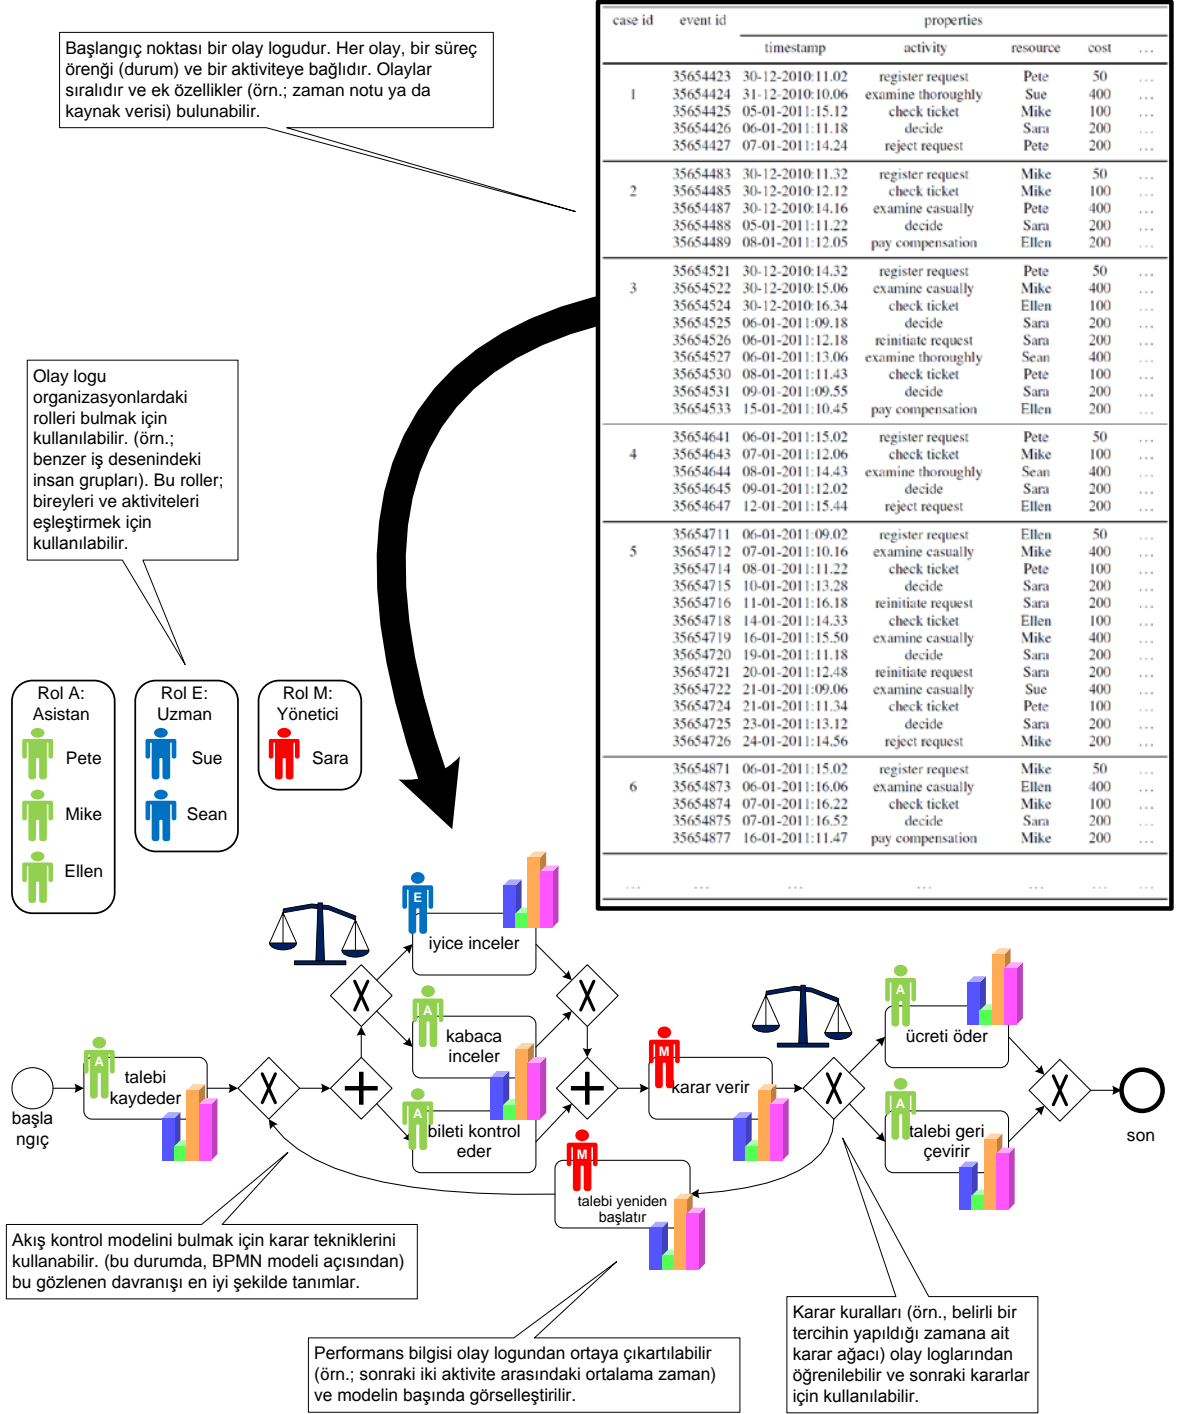 Başlangıç noktası bir olay logudur. Her olay, bir süreç
örenği (durum) ve bir aktiviteye bağlıdır. Olaylar
sıralıdır ve ek özellikler (örn.; zaman notu ya da
kaynak verisi) bulunabilir.
case id event id properties
timestamp activity resource cost …
35654423 30-12-2010:11.02 register request Pete 50 …
1 35654424 31-12-2010:10.06 examine thoroughly Sue 400 …
35654425 05-01-2011:15.12 check ticket Mike 100 …
35654426 06-01-2011:11.18 decide Sara 200 …
35654427 07-01-2011:14.24 reject request Pete 200 …
35654483 30-12-2010:11.32 register request Mike 50 …
2 35654485 30-12-2010:12.12 check ticket Mike 100 …
35654487 30-12-2010:14.16 examine casually Pete 400 …
35654488 05-01-2011:11.22 decide Sara 200 …
35654489 08-01-2011:12.05 pay compensation Ellen 200 …
35654521 30-12-2010:14.32 register request Pete 50 …
3 35654522 30-12-2010:15.06 examine casually Mike 400 …
35654524 30-12-2010:16.34 check ticket Ellen 100 …
35654525 06-01-2011:09.18 decide Sara 200 …
35654526 06-01-2011:12.18 reinitiate request Sara 200 …
35654527 06-01-2011:13.06 examine thoroughly Sean 400 …
35654530 08-01-2011:11.43 check ticket Pete 100 …
35654531 09-01-2011:09.55 decide Sara 200 …
35654533 15-01-2011:10.45 pay compensation Ellen 200 …
35654641 06-01-2011:15.02 register request Pete 50 …
4 35654643 07-01-2011:12.06 check ticket Mike 100 …
35654644 08-01-2011:14.43 examine thoroughly Sean 400 …
35654645 09-01-2011:12.02 decide Sara 200 …
35654647 12-01-2011:15.44 reject request Ellen 200 …
35654711 06-01-2011:09.02 register request Ellen 50 …
5 35654712 07-01-2011:10.16 examine casually Mike 400 …
35654714 08-01-2011:11.22 check ticket Pete 100 …
35654715 10-01-2011:13.28 decide Sara 200 …
35654716 11-01-2011:16.18 reinitiate request Sara 200 …
35654718 14-01-2011:14.33 check ticket Ellen 100 …
35654719 16-01-2011:15.50 examine casually Mike 400 …
35654720 19-01-2011:11.18 decide Sara 200 …
35654721 20-01-2011:12.48 reinitiate request Sara 200 …
35654722 21-01-2011:09.06 examine casually Sue 400 …
35654724 21-01-2011:11.34 check ticket Pete 100 …
35654725 23-01-2011:13.12 decide Sara 200 …
35654726 24-01-2011:14.56 reject request Mike 200 …
35654871 06-01-2011:15.02 register request Mike 50 …
6 35654873 06-01-2011:16.06 examine casually Ellen 400 …
35654874 07-01-2011:16.22 check ticket Mike 100 …
35654875 07-01-2011:16.52 decide Sara 200 …
35654877 16-01-2011:11.47 pay compensation Mike 200 …
… … … … … … …
Olay logu
organizasyonlardaki
rolleri bulmak için
kullanılabilir. (örn.;
benzer iş desenindeki
insan grupları). Bu roller;
bireyleri ve aktiviteleri
eşleştirmek için
kullanılabilir.
Rol A:
Asistan
Pete
Mike
Ellen
Rol E:
Uzman
Sue
Sean
Rol M:
Yönetici
Sara
başla
ngıç
A
talebi
kaydeder
E
iyice inceler
A
kabaca
inceler
A
bileti kontrol
eder
M
karar verir
M
talebi yeniden
başlatır
A
ücreti öder
A
talebi geri
çevirir
son
Akış kontrol modelini bulmak için karar tekniklerini
kullanabilir. (bu durumda, BPMN modeli açısından)
bu gözlenen davranışı en iyi şekilde tanımlar.
Performans bilgisi olay logundan ortaya çıkartılabilir
(örn.; sonraki iki aktivite arasındaki ortalama zaman)
ve modelin başında görselleştirilir.
Karar kuralları (örn., belirli bir
tercihin yapıldığı zamana ait
karar ağacı) olay loglarından
öğrenilebilir ve sonraki kararlar
için kullanılabilir.